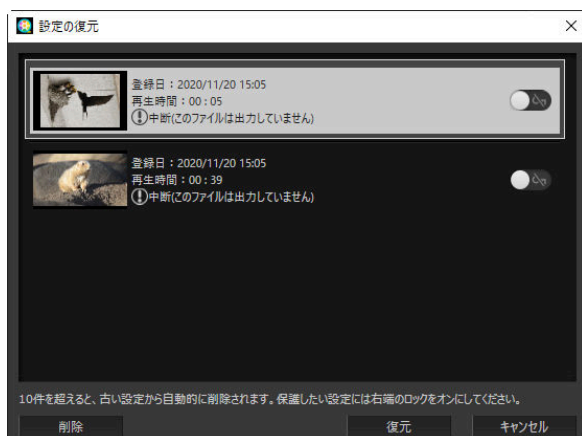 設定の復元
登録日：2020/11/20 15:05
再生時間：00：05
中断(このファイルは出力していません)
登録日：2020/11/20 15:05
再生時間：00：39
中断(このファイルは出力していません)
10件を超えると、古い設定から自動的に削除されます。保護したい設定には右端のロックをオンにしてください。
削除 復元 キャンセル